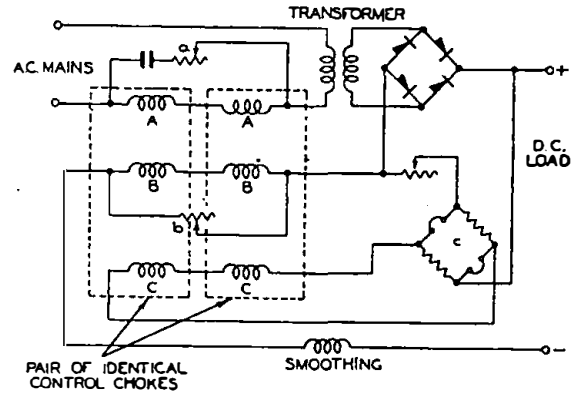 TRANSFORMER
a
+
A.C. MAINS
A
A
D.C.
LOAD
B
B
b
c
C
C
−
SMOOTHING
PAIR OF IDENTICAL
CONTROL CHOKES